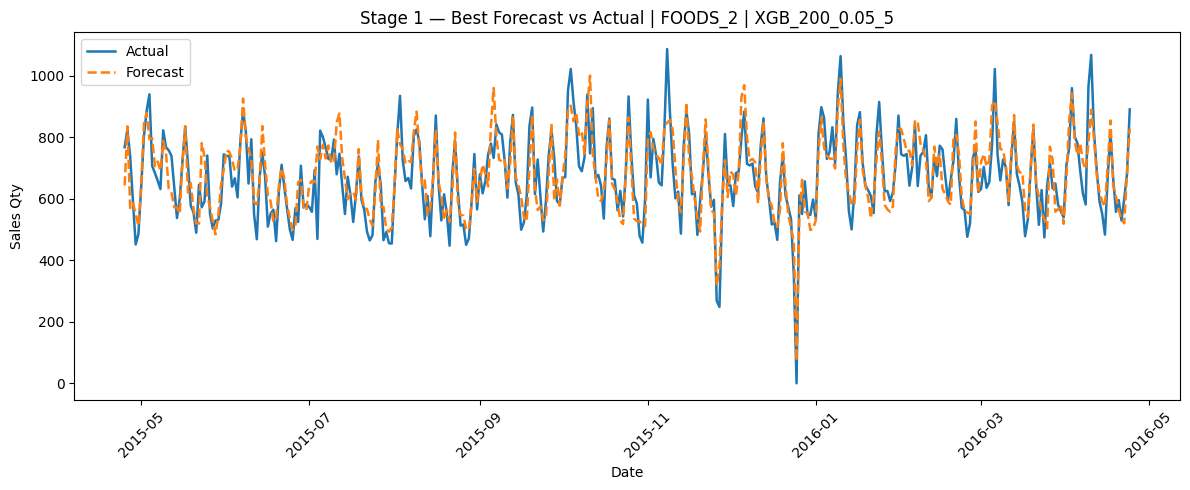 Stage 1 — Best Forecast vs Actual | FOODS_2 | XGB_200_0.05_5
Actual
Forecast
Sales Qty
1000
800
600
400
200
0
2015-05
2015-07
2015-09
2015-11
2016-01
2016-03
2016-05
Date